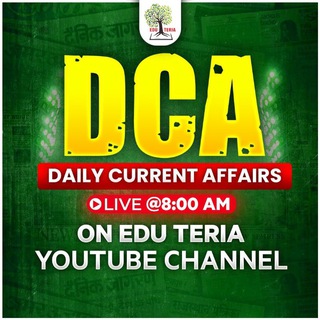 EDU TERIA
DCA
DAILY CURRENT AFFAIRS
LIVE @8:00 AM
ON EDU TERIA
YOUTUBE CHANNEL